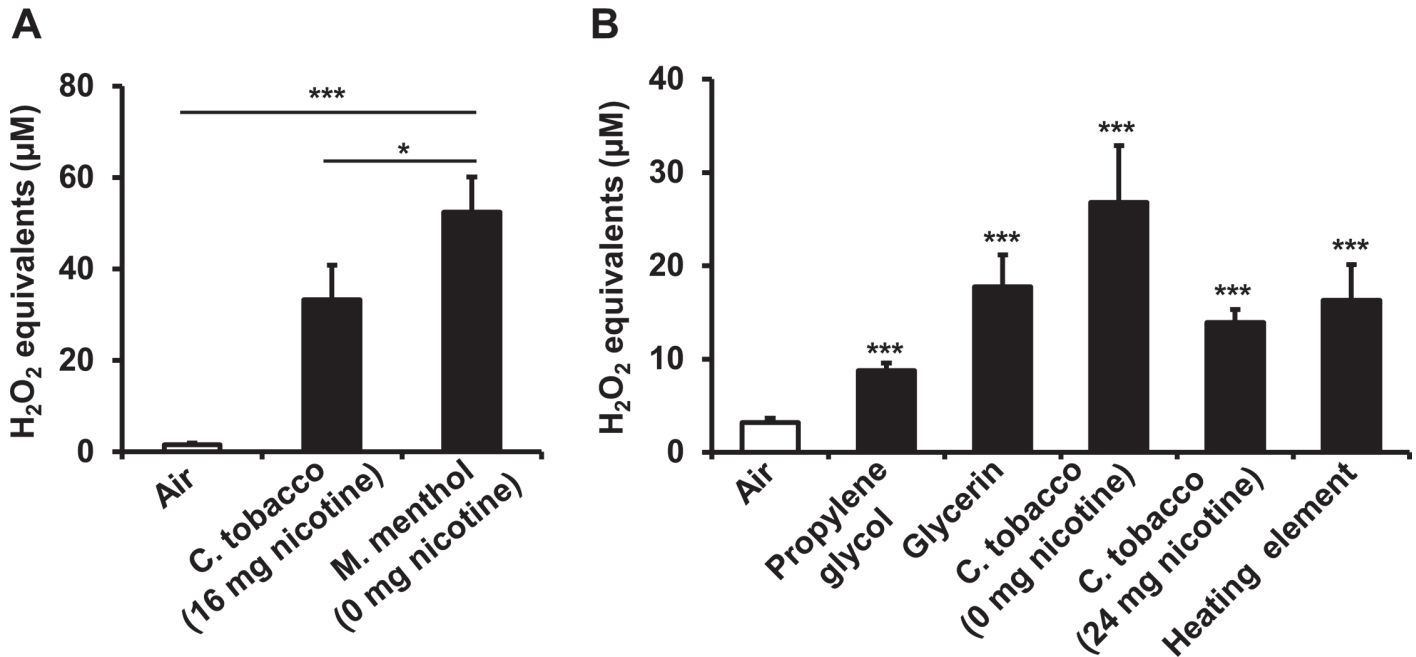 A
H₂O₂ equivalents (μM)
80
60
40
20
0
***
*
Air
C. tobacco
(16 mg nicotine)
M. menthol
(0 mg nicotine)
B
H₂O₂ equivalents (μM)
40
30
20
10
0
***
***
***
***
***
Air
Propylene
glycol
Glycerin
C. tobacco
(0 mg nicotine)
C. tobacco
(24 mg nicotine)
Heating element